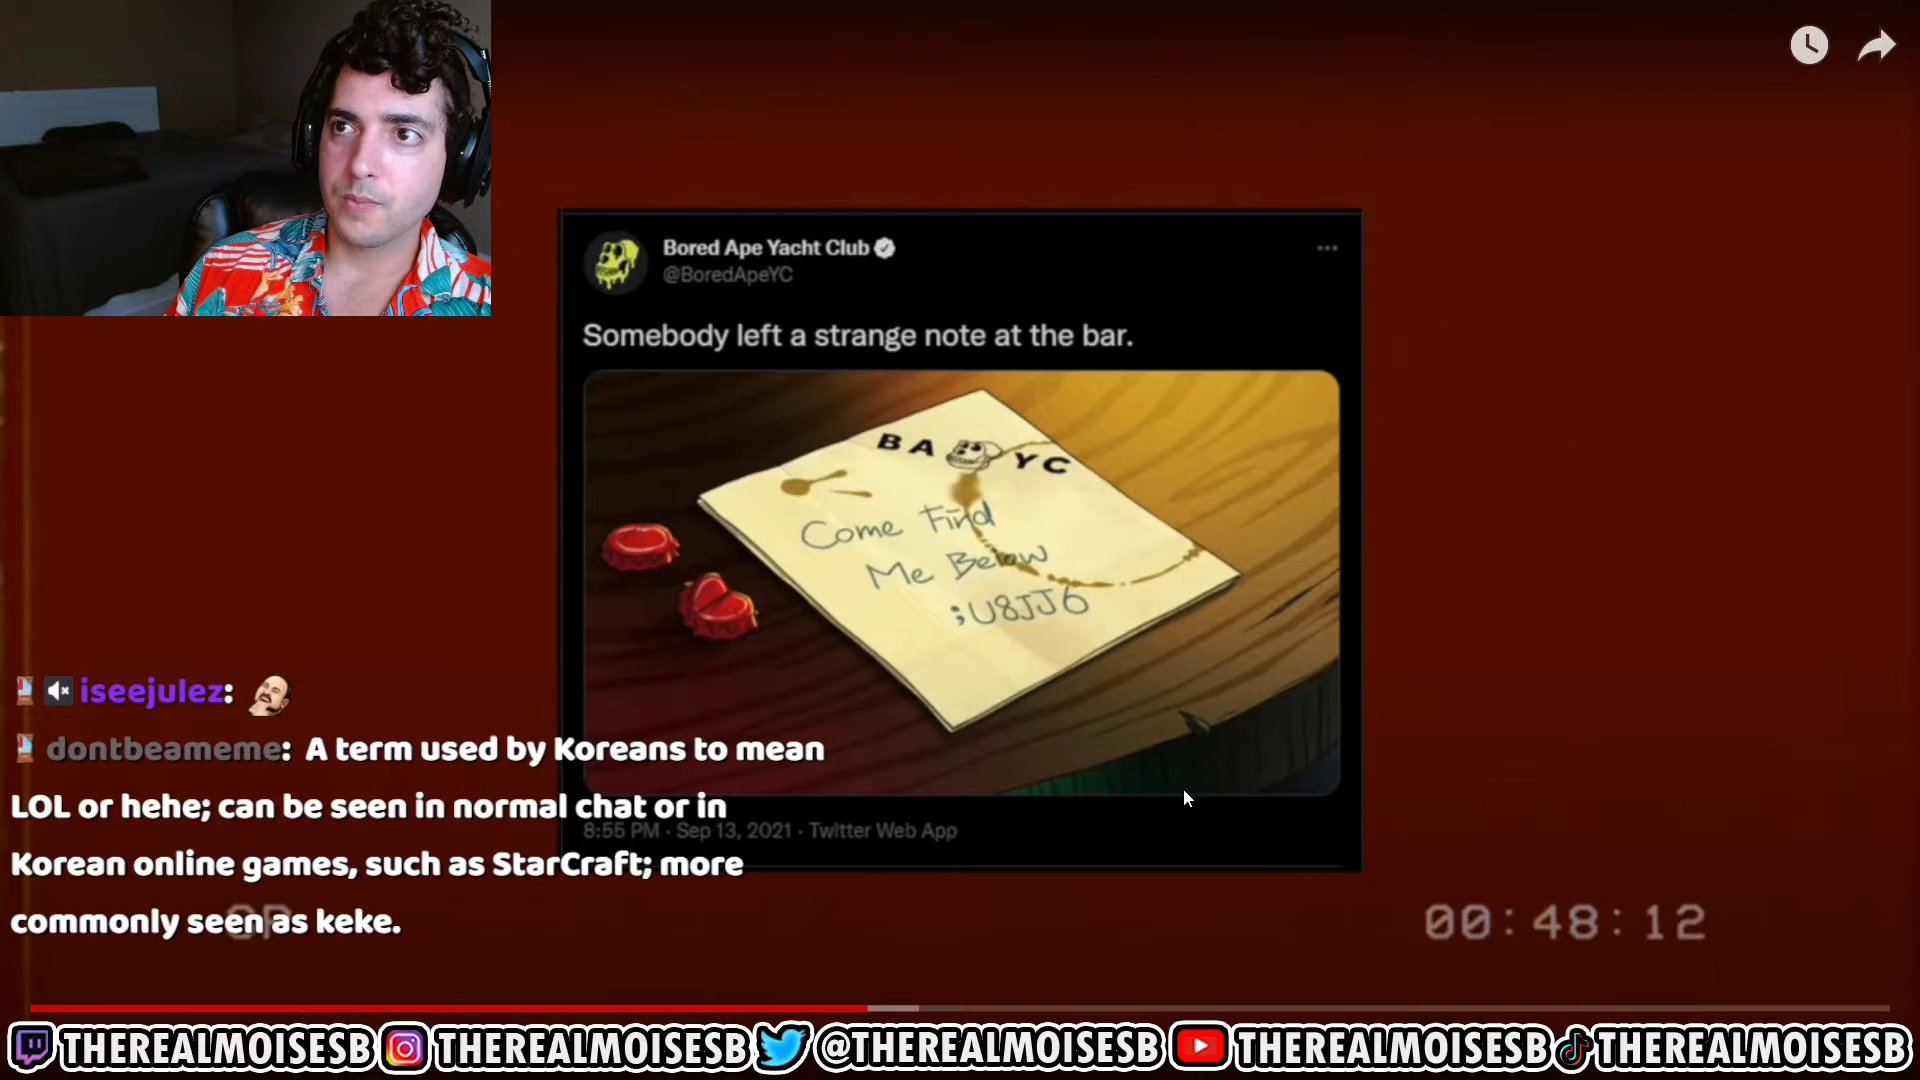 Bored Ape Yacht Club
@BoredApeYC
Somebody left a strange note at the bar.
BA YC
Come Find
Me Below
;U8JJ6
8:55 PM · Sep 13, 2021 · Twitter Web App
iseejulez:
dontbeameme: A term used by Koreans to mean
LOL or hehe; can be seen in normal chat or in
Korean online games, such as StarCraft; more
commonly seen as keke.
00:48:12
THEREALMOISESB THEREALMOISESB @THEREALMOISESB THEREALMOISESB THEREALMOISESB